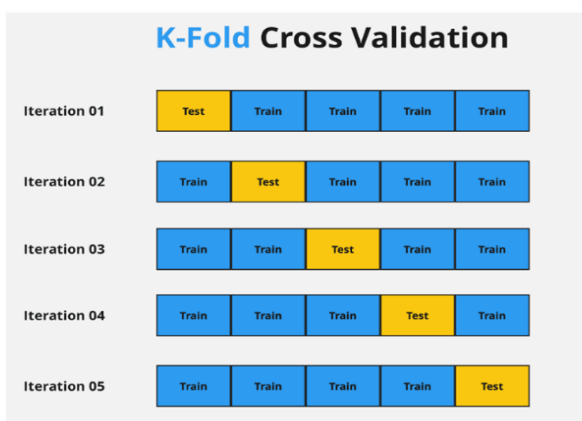 K-Fold Cross Validation
Iteration 01 Test Train Train Train Train
Iteration 02 Train Test Train Train Train
Iteration 03 Train Train Test Train Train
Iteration 04 Train Train Train Test Train
Iteration 05 Train Train Train Train Test